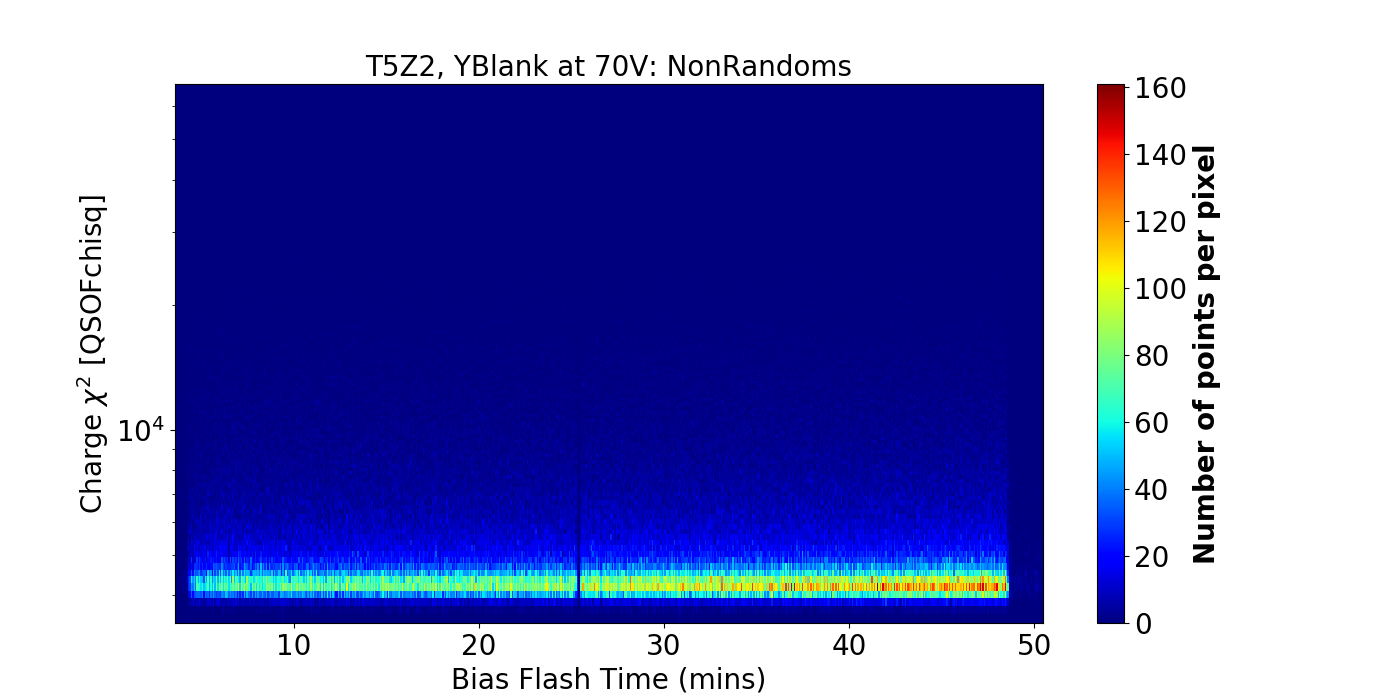 T5Z2, YBlank at 70V: NonRandoms
Charge χ² [QSOFchisq]
10⁴
10 20 30 40 50
Bias Flash Time (mins)
160
140
120
100
80
60
40
20
0
Number of points per pixel